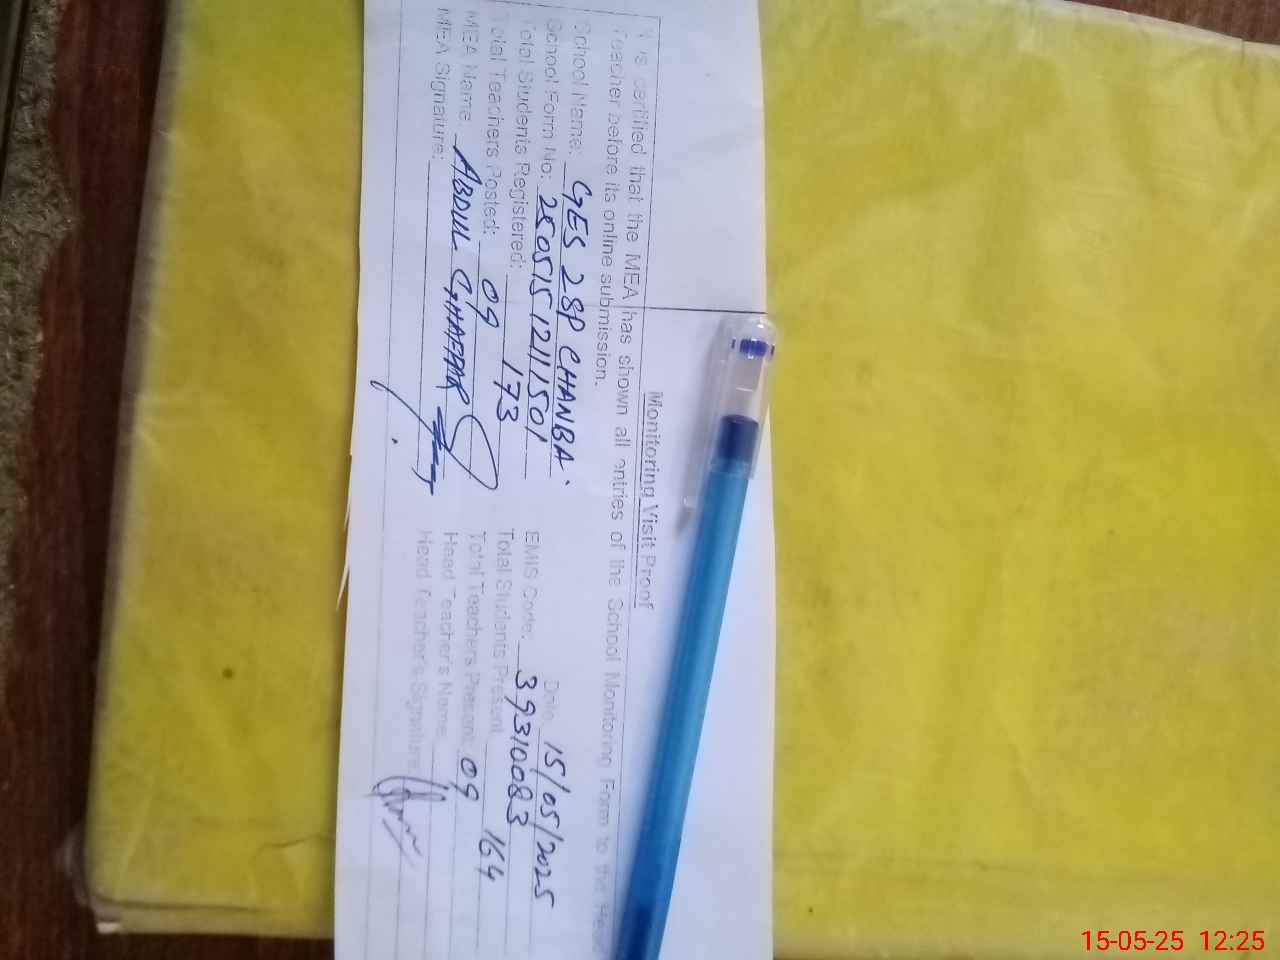 Monitoring Visit Proof
It is certified that the MEA has shown all entries of the School Monitoring Form to the Head
Teacher before its online submission.
Date 15/05/2025
School Name: GES 28P CHANBA.
EMIS Code: 39310083
School Form No: 2505151211501
Total Students Present 164
Total Students Registered: 173
Total Teachers Present 09
Total Teachers Posted: 09
Head Teacher's Name
MEA Name ABDUL GHAFFAR
Head Teacher's Signature
MEA Signature:
15-05-25 12:25